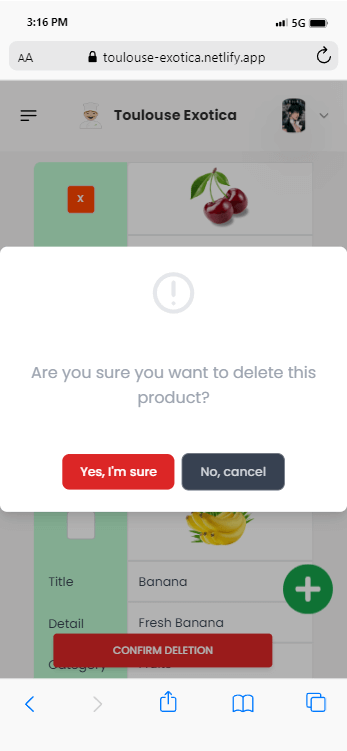 3:16 PM
5G
AA
toulouse-exotica.netlify.app
Toulouse Exotica
X
Are you sure you want to delete this
product?
Yes, I'm sure
No, cancel
Title
Banana
Detail
Fresh Banana
CONFIRM DELETION
Category
Fruits